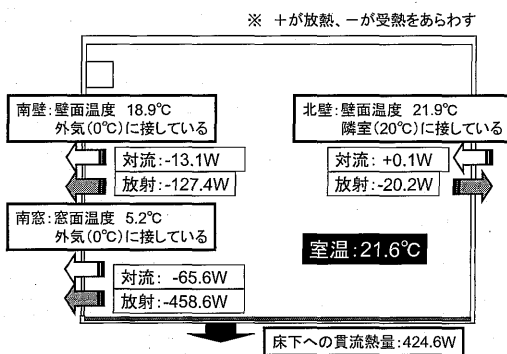 ※ +が放熱、-が受熱をあらわす
南壁:壁面温度 18.9℃
外気(0℃)に接している
対流:-13.1W
放射:-127.4W
南窓:窓面温度 5.2℃
外気(0℃)に接している
対流: -65.6W
放射:-458.6W
北壁:壁面温度 21.9℃
隣室(20℃)に接している
対流: +0.1W
放射:-20.2W
室温:21.6℃
床下への貫流熱量:424.6W